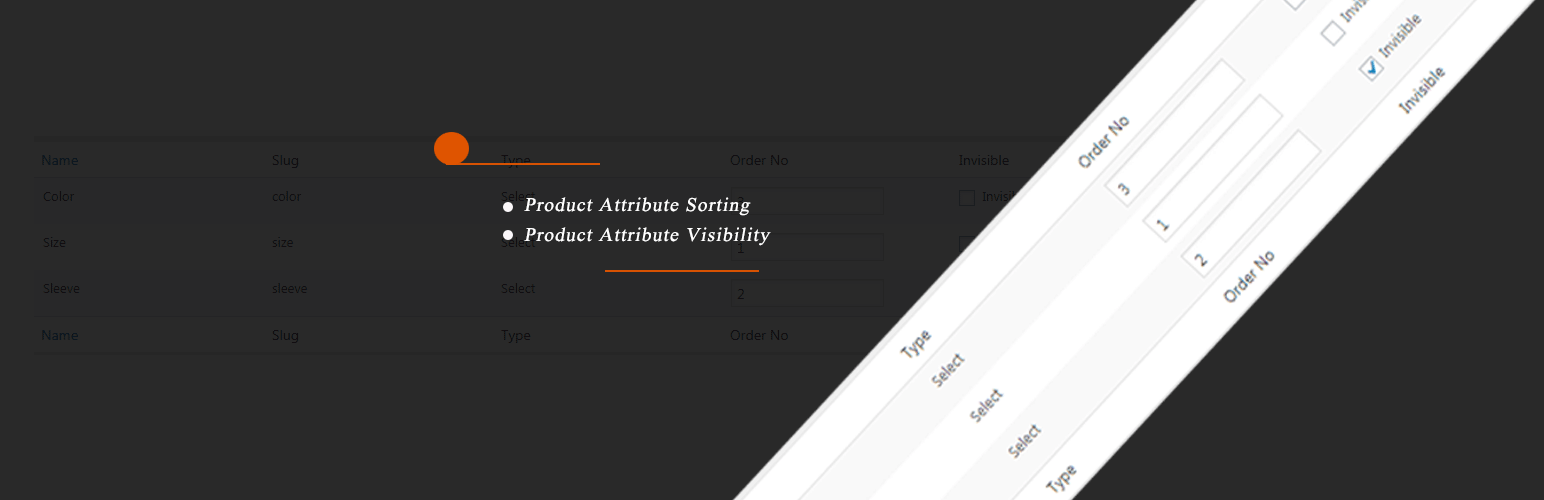 Name Slug Type Order No Invisible
Color color Select Invis
Product Attribute Sorting
Size size Select 1
Product Attribute Visibility
Sleeve sleeve Select 2
Name Slug Type Order No
Type Order No
Select 3
Select 1 Invisi
Select 2 Invisible
Type Order No Invisible